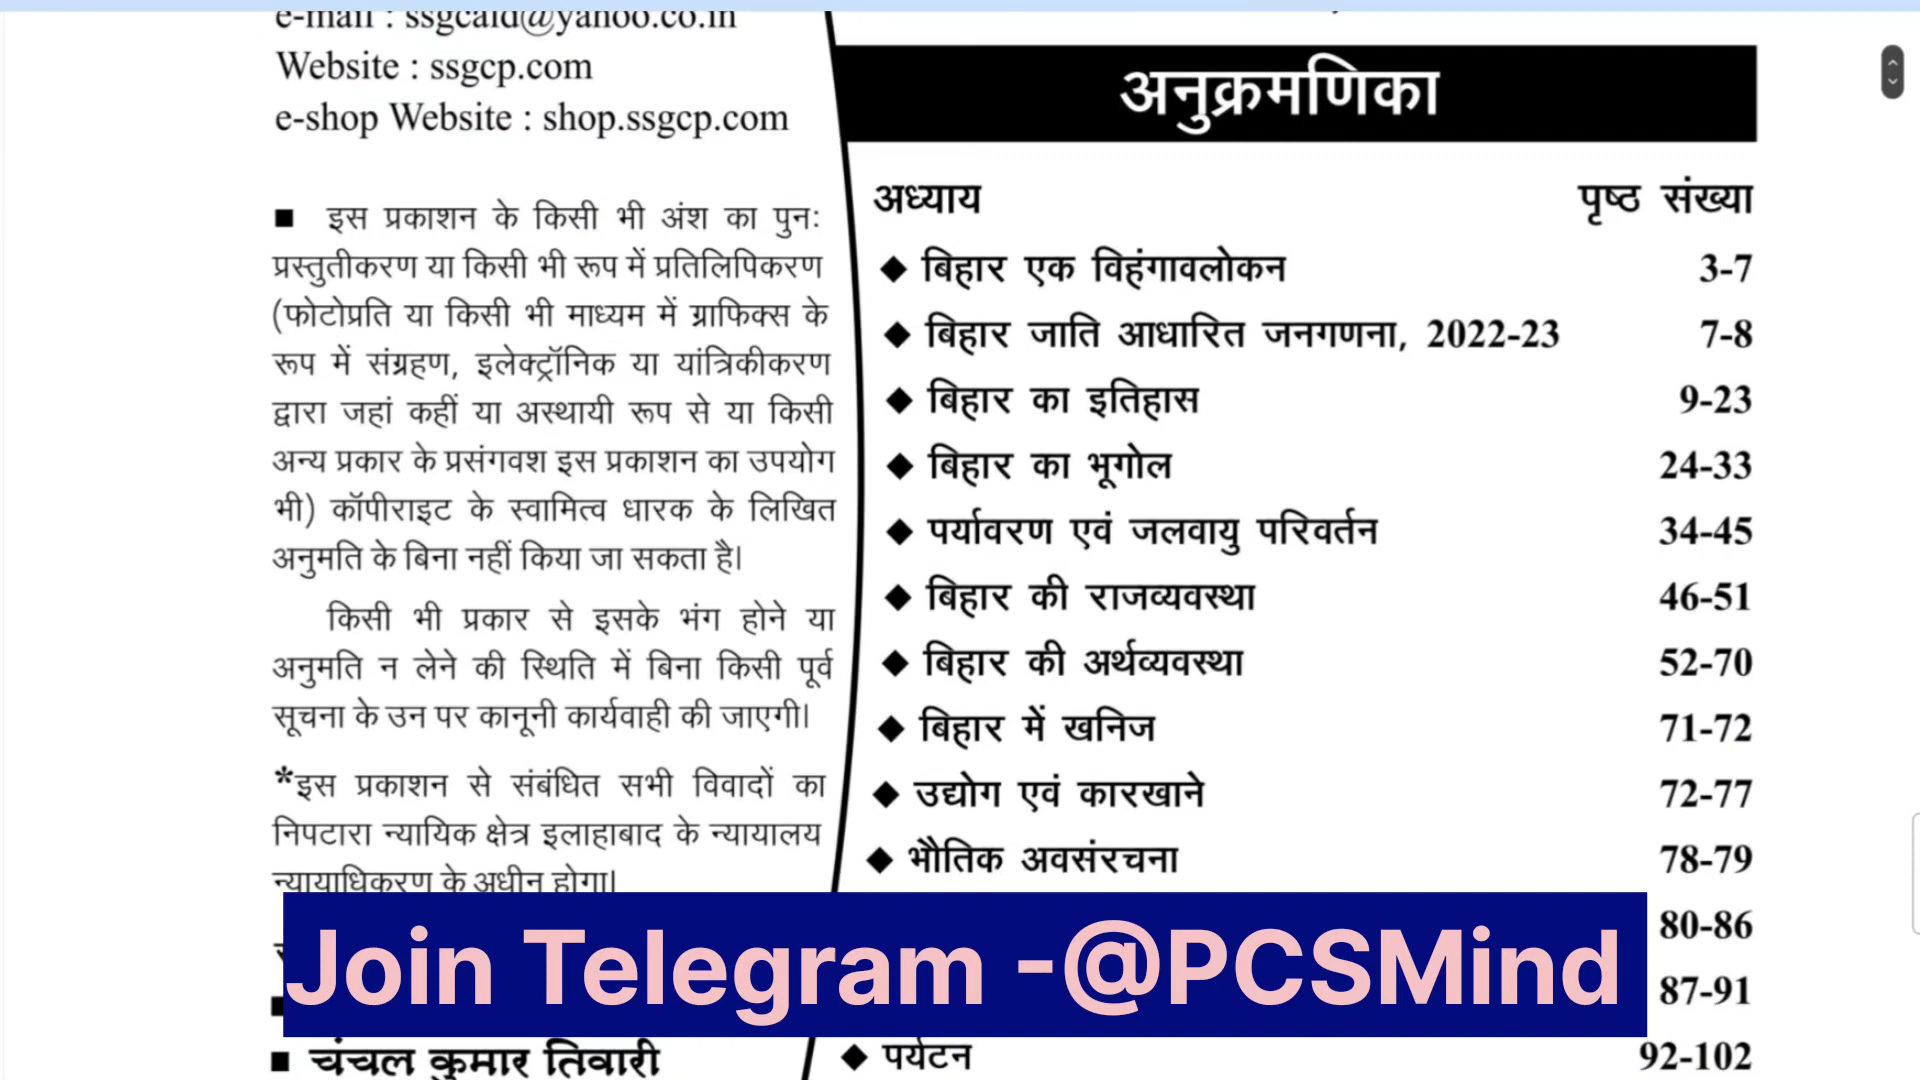 e-mail : ssgcald@yahoo.co.in
Website : ssgcp.com
e-shop Website : shop.ssgcp.com
■ इस प्रकाशन के किसी भी अंश का पुनः
प्रस्तुतीकरण या किसी भी रूप में प्रतिलिपिकरण
(फोटोप्रति या किसी भी माध्यम में ग्राफिक्स के
रूप में संग्रहण, इलेक्ट्रॉनिक या यांत्रिकीकरण
द्वारा जहां कहीं या अस्थायी रूप से या किसी
अन्य प्रकार के प्रसंगवश इस प्रकाशन का उपयोग
भी) कॉपीराइट के स्वामित्व धारक के लिखित
अनुमति के बिना नहीं किया जा सकता है।
किसी भी प्रकार से इसके भंग होने या
अनुमति न लेने की स्थिति में बिना किसी पूर्व
सूचना के उन पर कानूनी कार्यवाही की जाएगी।
*इस प्रकाशन से संबंधित सभी विवादों का
निपटारा न्यायिक क्षेत्र इलाहाबाद के न्यायालय
न्यायाधिकरण के अधीन होगा।
■ चंचल कुमार तिवारी
अनुक्रमणिका
अध्याय पृष्ठ संख्या
◆ बिहार एक विहंगावलोकन 3-7
◆ बिहार जाति आधारित जनगणना, 2022-23 7-8
◆ बिहार का इतिहास 9-23
◆ बिहार का भूगोल 24-33
◆ पर्यावरण एवं जलवायु परिवर्तन 34-45
◆ बिहार की राजव्यवस्था 46-51
◆ बिहार की अर्थव्यवस्था 52-70
◆ बिहार में खनिज 71-72
◆ उद्योग एवं कारखाने 72-77
◆ भौतिक अवसंरचना 78-79
80-86
87-91
◆ पर्यटन 92-102
Join Telegram -@PCSMind